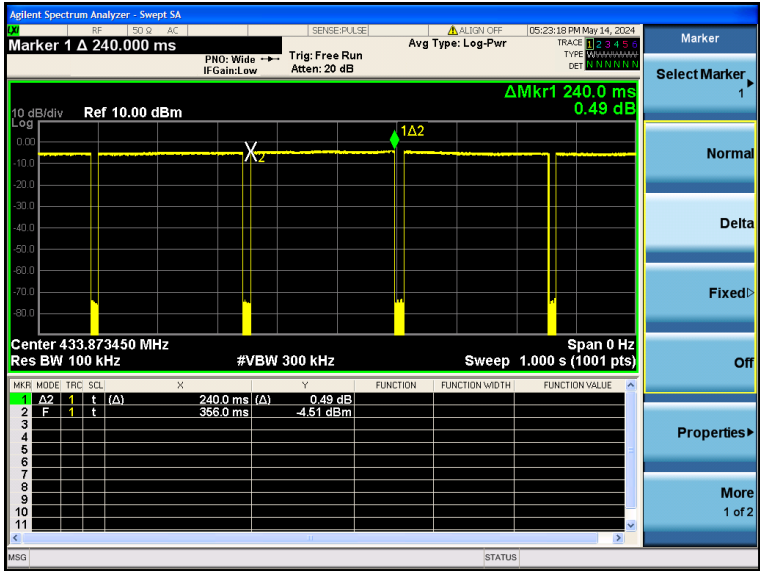 Agilent Spectrum Analyzer - Swept SA
LXI RF 50 Ω AC SENSE:PULSE ALIGN OFF 05:23:18 PM May 14, 2024
Marker 1 Δ 240.000 ms
PNO: Wide
IFGain:Low
Trig: Free Run
Atten: 20 dB
Avg Type: Log-Pwr
TRACE 1 2 3 4 5 6
TYPE
DET N N N N N N
ΔMkr1 240.0 ms
0.49 dB
10 dB/div Ref 10.00 dBm
Log
0.00
-10.0
-20.0
-30.0
-40.0
-50.0
-60.0
-70.0
-80.0
2
1Δ2
Center 433.873450 MHz Span 0 Hz
Res BW 100 kHz #VBW 300 kHz Sweep 1.000 s (1001 pts)
MKR MODE TRC SCL X Y FUNCTION FUNCTION WIDTH FUNCTION VALUE
1 Δ2 1 t (Δ) 240.0 ms (Δ) 0.49 dB
2 F 1 t 356.0 ms -4.51 dBm
3
4
5
6
7
8
9
10
11
MSG STATUS
Marker
Select Marker
1
Normal
Delta
Fixed
Off
Properties
More
1 of 2